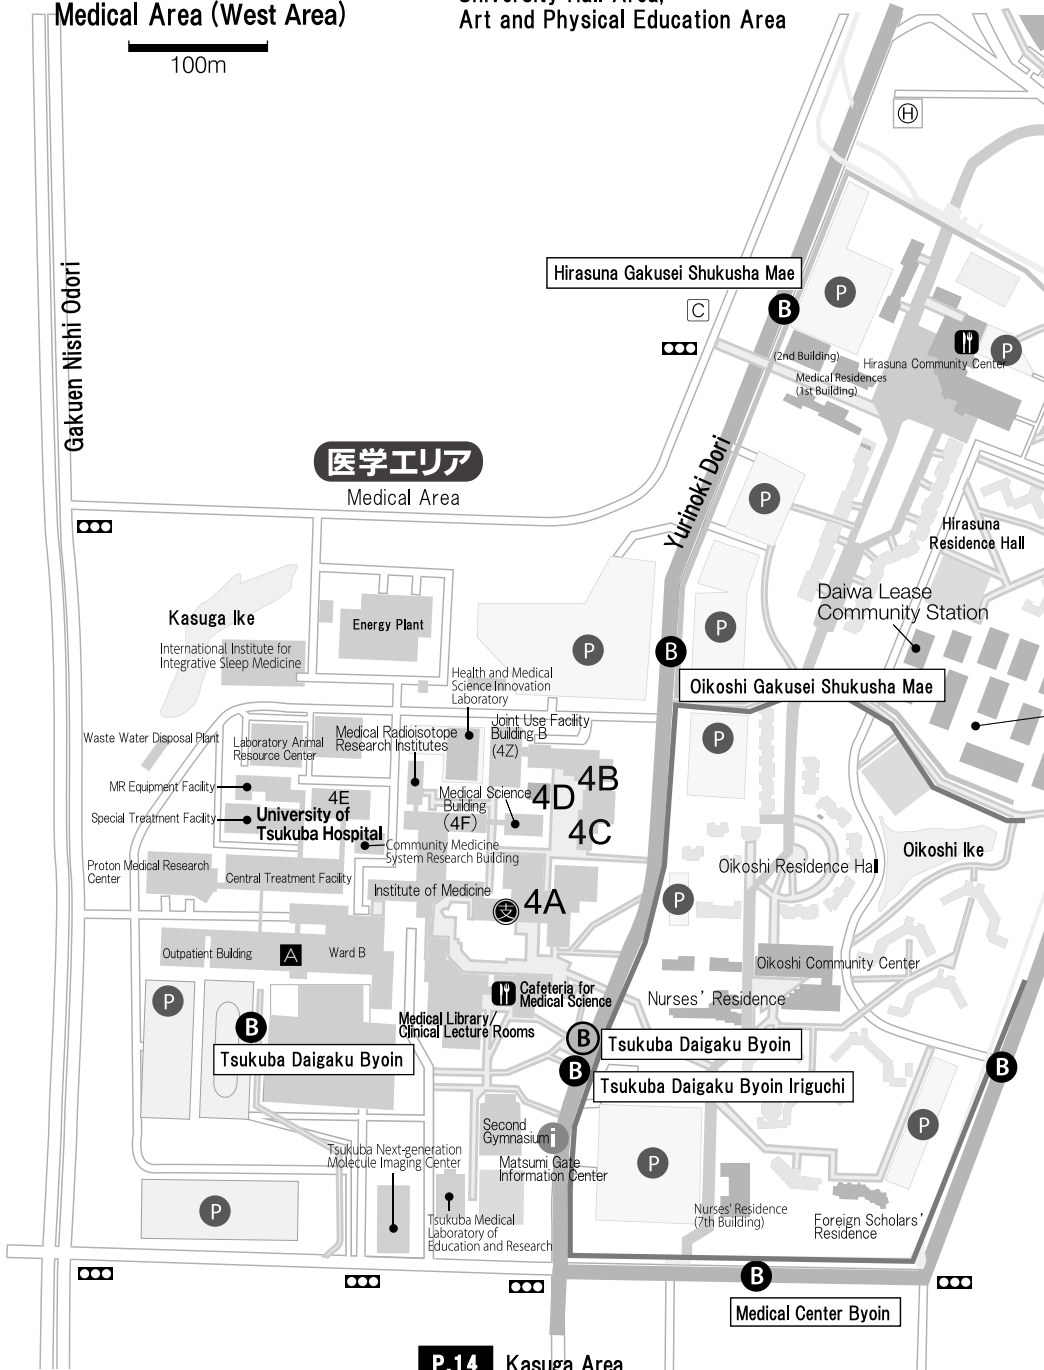 Medical Area (West Area)
Art and Physical Education Area
100m
H
Hirasuna Gakusei Shukusha Mae
P
C
B
(2nd Building)
Hirasuna Community Center
P
Medical Residences
(1st Building)
Gakuen Nishi Odori
Yurinoki Dori
医学エリア
Medical Area
P
Hirasuna
Residence Hall
Daiwa Lease
Community Station
Kasuga Ike
Energy Plant
International Institute for
Integrative Sleep Medicine
P
P
B
Oikoshi Gakusei Shukusha Mae
Health and Medical
Science Innovation
Laboratory
Joint Use Facility
Building B
(4Z)
P
Waste Water Disposal Plant
Laboratory Animal
Resource Center
Medical Radioisotope
Research Institutes
MR Equipment Facility
4E
Medical Science
Building
(4F)
4D
4B
4C
Special Treatment Facility
University of
Tsukuba Hospital
Community Medicine
System Research Building
Oikoshi Ike
Oikoshi Residence Hall
Proton Medical Research
Center
Central Treatment Facility
Institute of Medicine
支
4A
P
Outpatient Building
A
Ward B
Oikoshi Community Center
P
Cafeteria for
Medical Science
Nurses' Residence
Medical Library/
Clinical Lecture Rooms
B
Tsukuba Daigaku Byoin
B
Tsukuba Daigaku Byoin
B
Tsukuba Daigaku Byoin Iriguchi
B
P
Second
Gymnasium
i
Matsumi Gate
Information Center
P
Tsukuba Next-generation
Molecule Imaging Center
P
Tsukuba Medical
Laboratory of
Education and Research
Nurses' Residence
(7th Building)
Foreign Scholars'
Residence
B
Medical Center Byoin
P.14
Kasuga Area